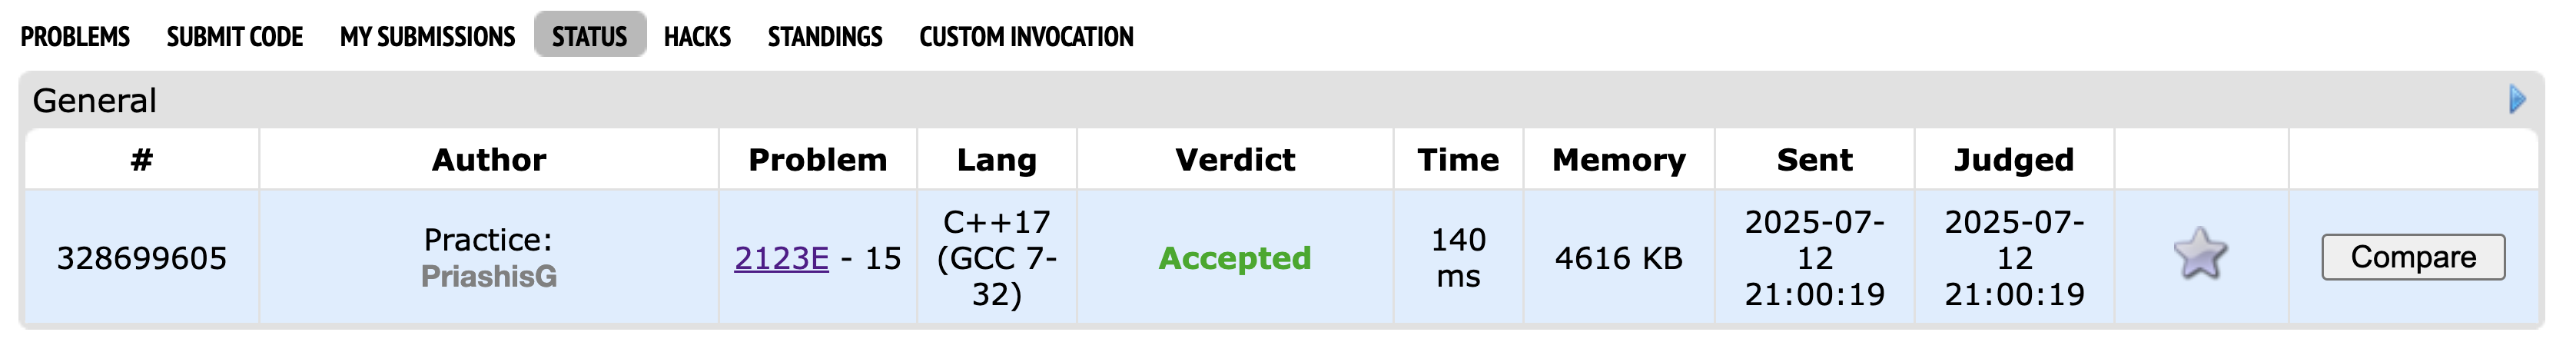 PROBLEMS SUBMIT CODE MY SUBMISSIONS STATUS HACKS STANDINGS CUSTOM INVOCATION
General
# Author Problem Lang Verdict Time Memory Sent Judged
328699605
Practice:
PriashisG
2123E - 15
C++17
(GCC 7-
32)
Accepted
140
ms
4616 KB
2025-07-
12
21:00:19
2025-07-
12
21:00:19
Compare